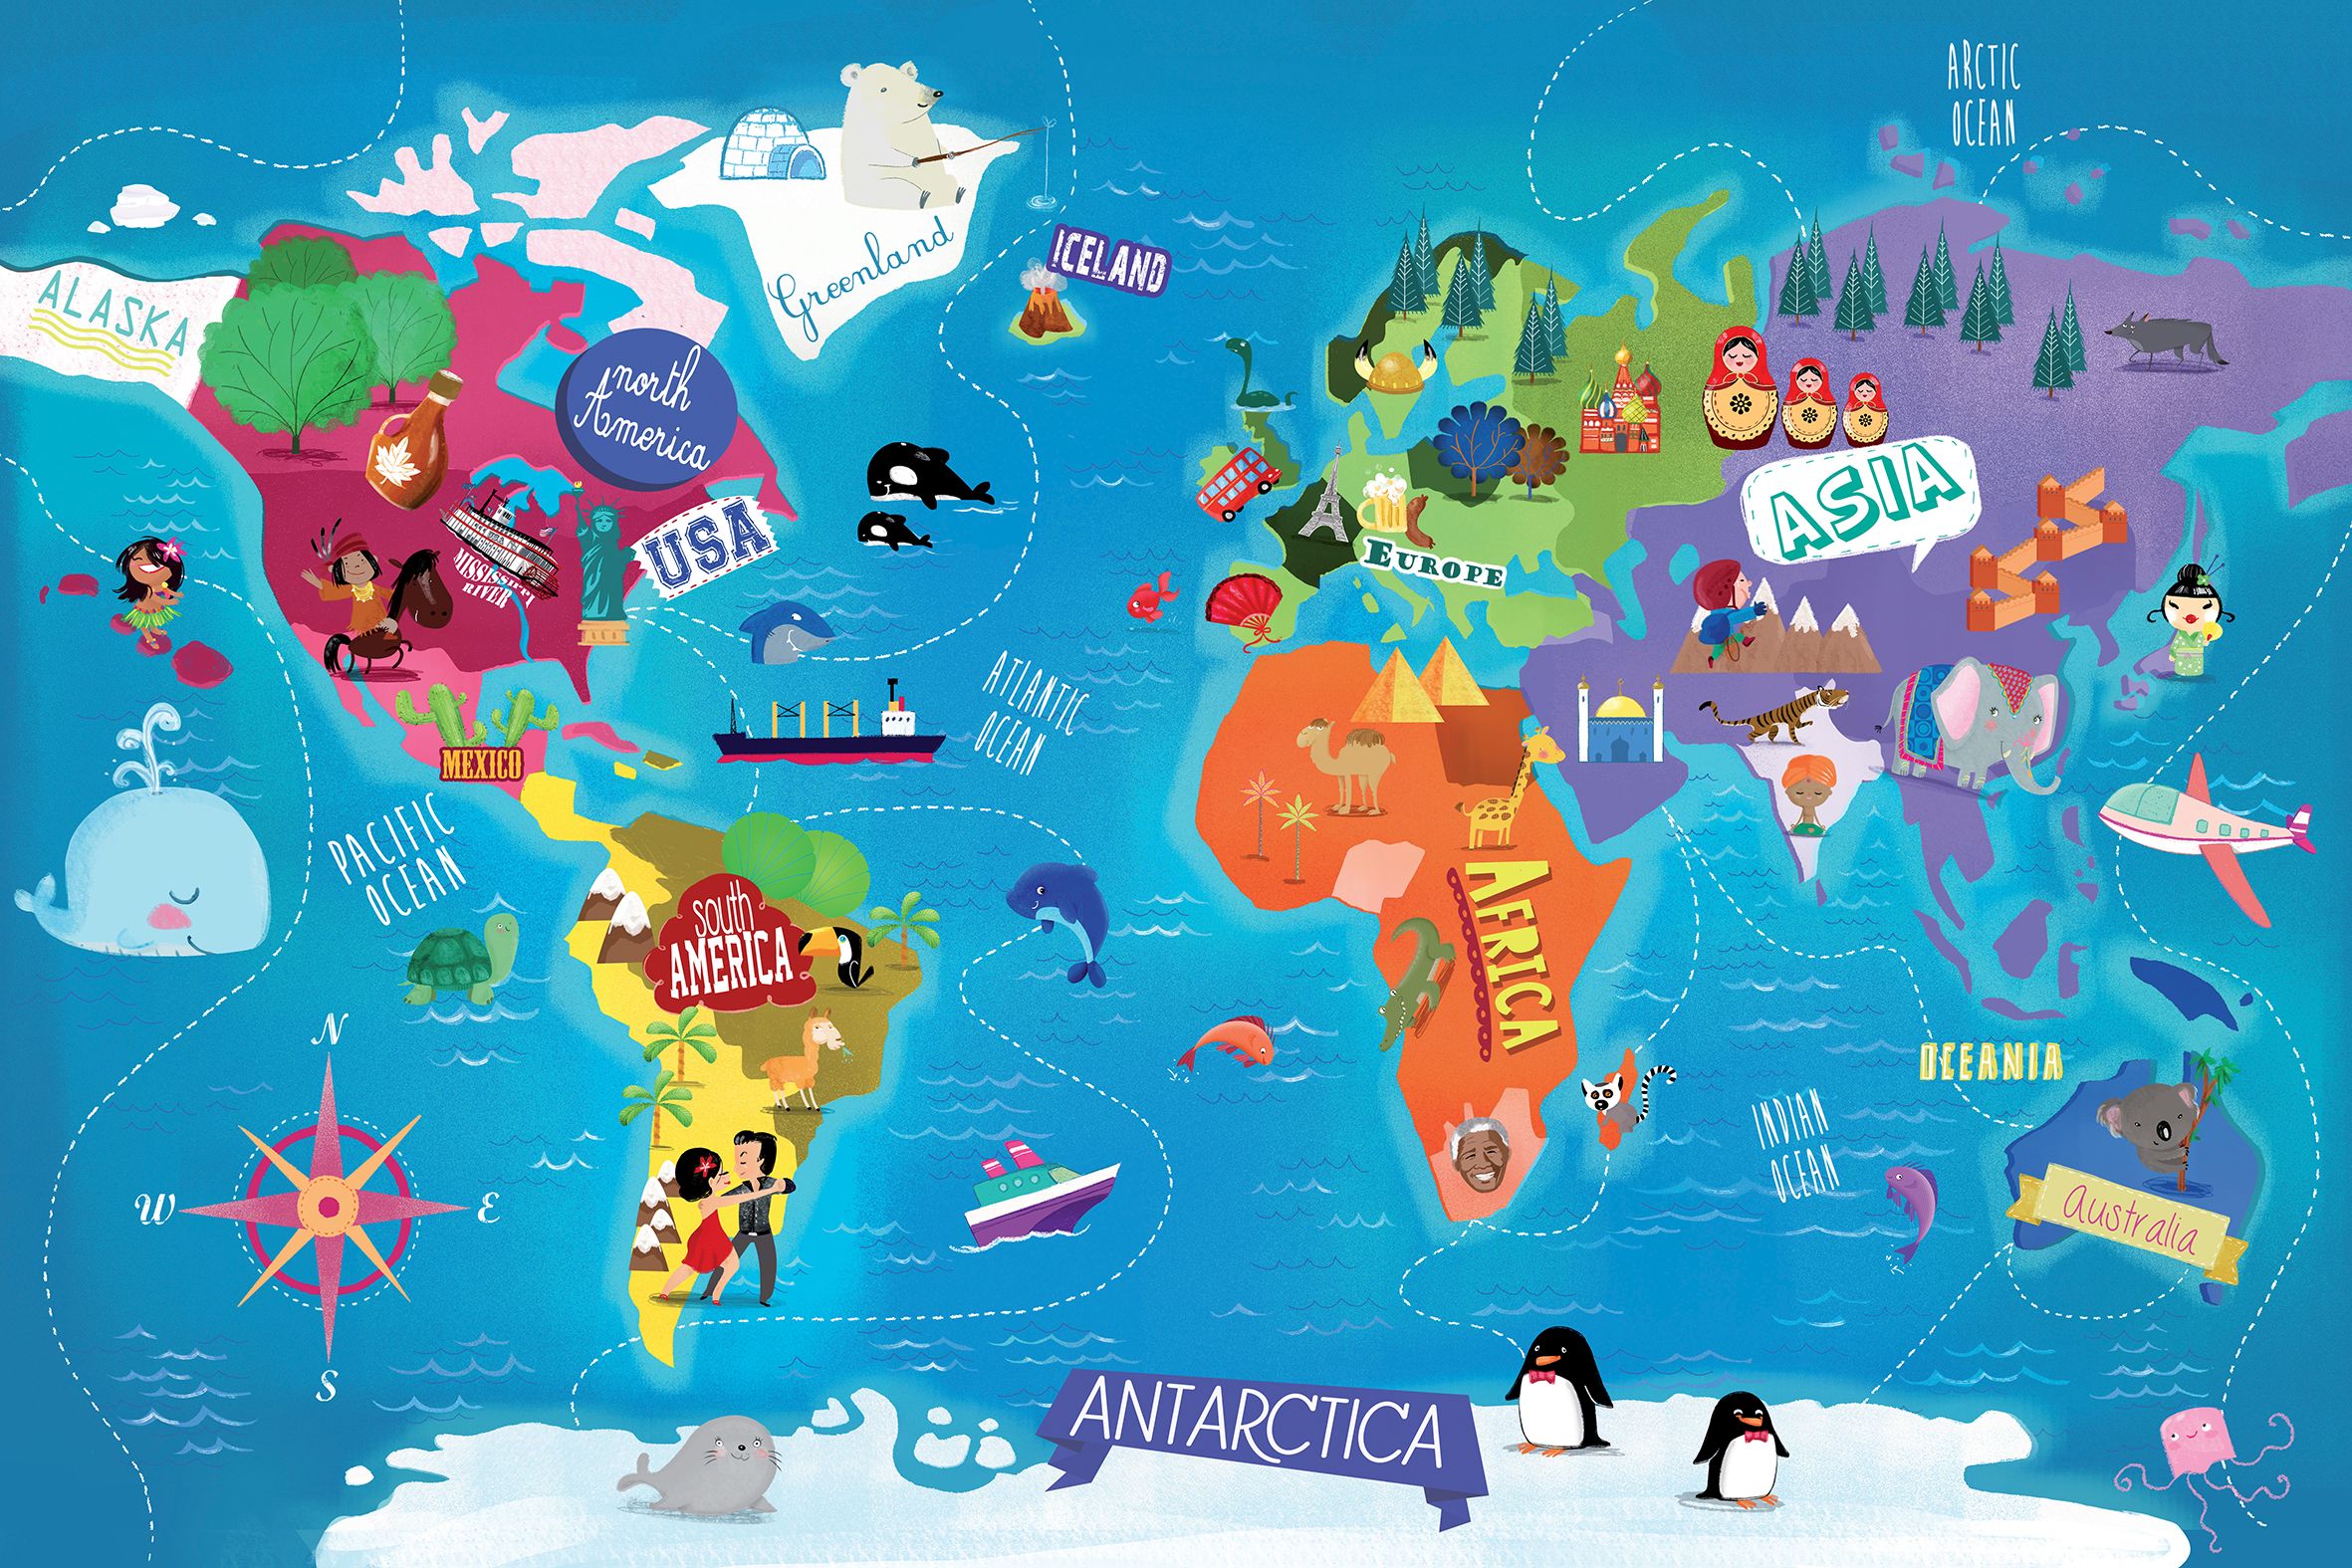 ARCTIC
OCEAN
Greenland
ICELAND
ALASKA
north
America
ASIA
USA
MISSISSIPPI
RIVER
EUROPE
ATLANTIC
OCEAN
MEXICO
PACIFIC
OCEAN
South
AMERICA
AFRICA
N
W
E
S
OCEANIA
INDIAN
OCEAN
australia
ANTARCTICA